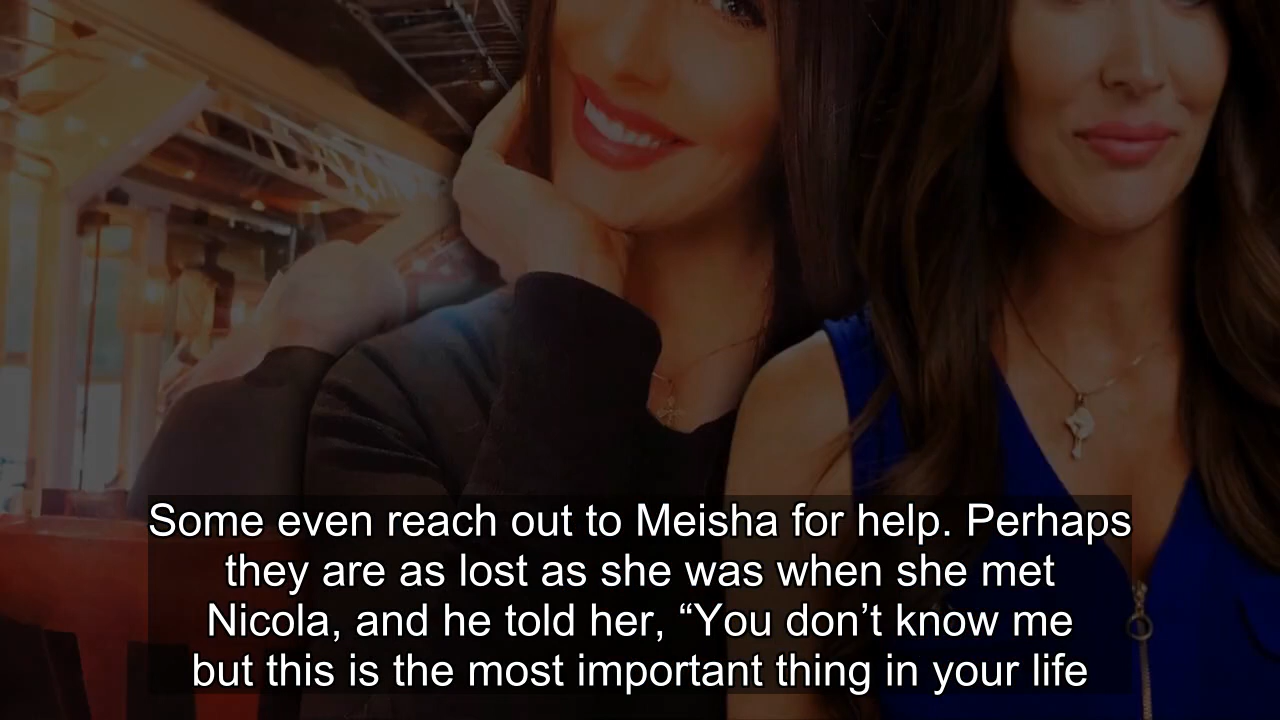 Some even reach out to Meisha for help. Perhaps
they are as lost as she was when she met
Nicola, and he told her, “You don’t know me
but this is the most important thing in your life